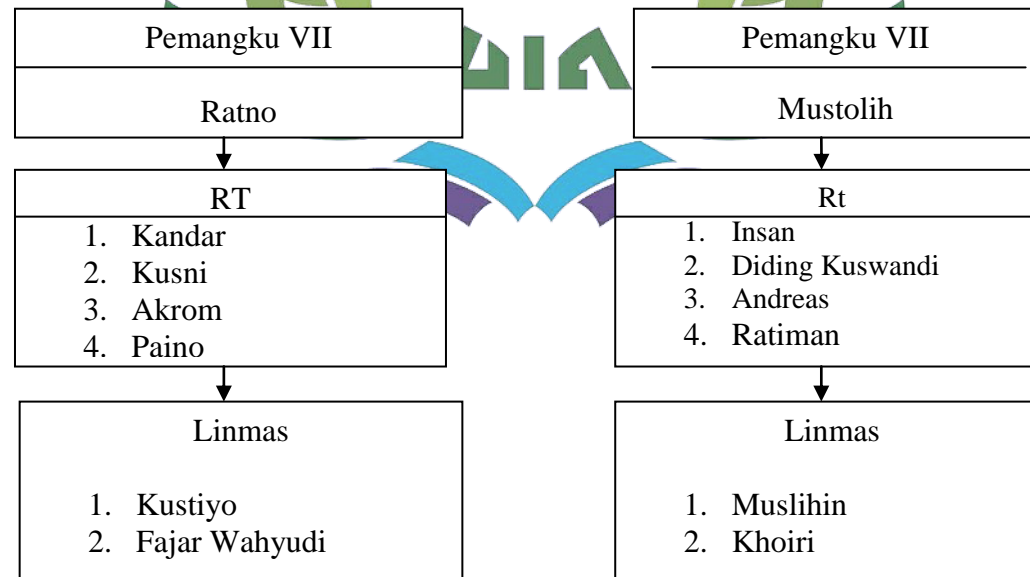 Pemangku VII
Ratno
RT
1. Kandar
2. Kusni
3. Akrom
4. Paino
Linmas
1. Kustiyo
2. Fajar Wahyudi
Pemangku VII
Mustolih
Rt
1. Insan
2. Diding Kuswandi
3. Andreas
4. Ratiman
Linmas
1. Muslihin
2. Khoiri